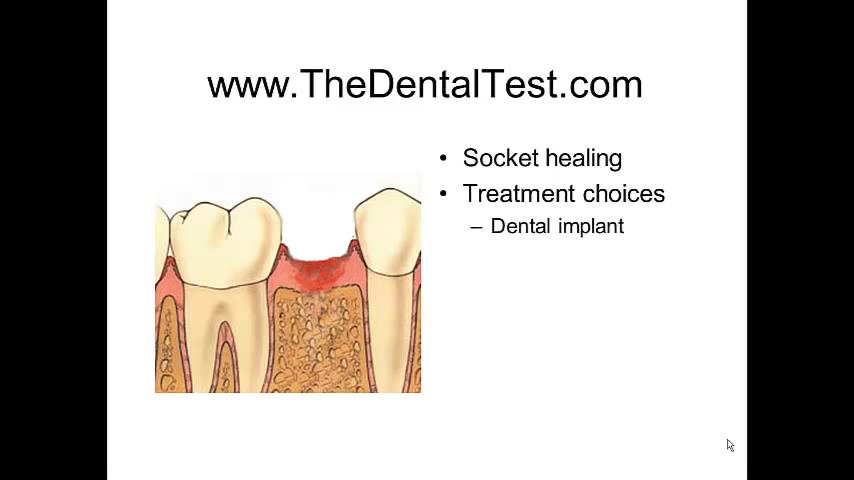 www.TheDentalTest.com
• Socket healing
• Treatment choices
– Dental implant